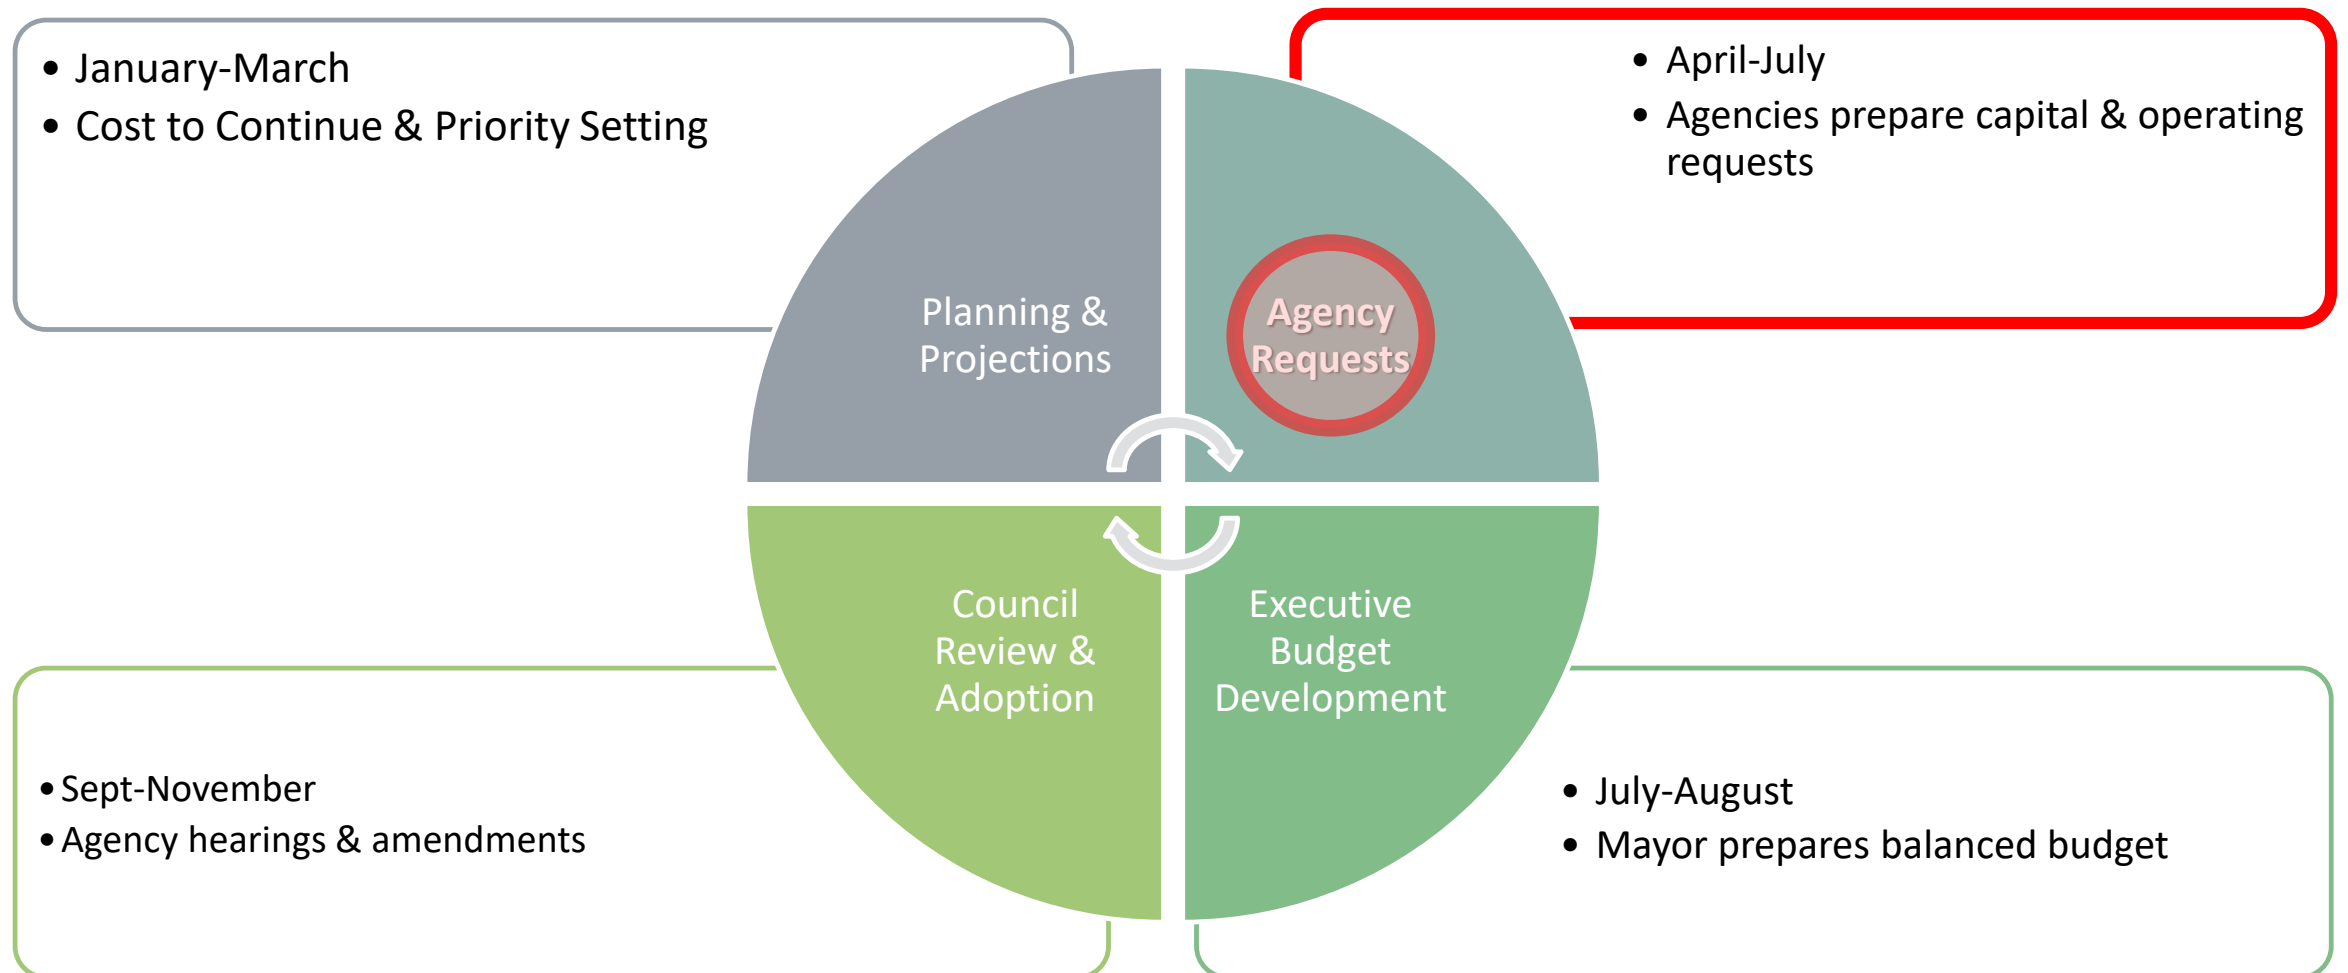 • January-March
• Cost to Continue & Priority Setting
• April-July
• Agencies prepare capital & operating
requests
Planning &
Projections
Agency
Requests
Council
Review &
Adoption
Executive
Budget
Development
• Sept-November
• Agency hearings & amendments
• July-August
• Mayor prepares balanced budget